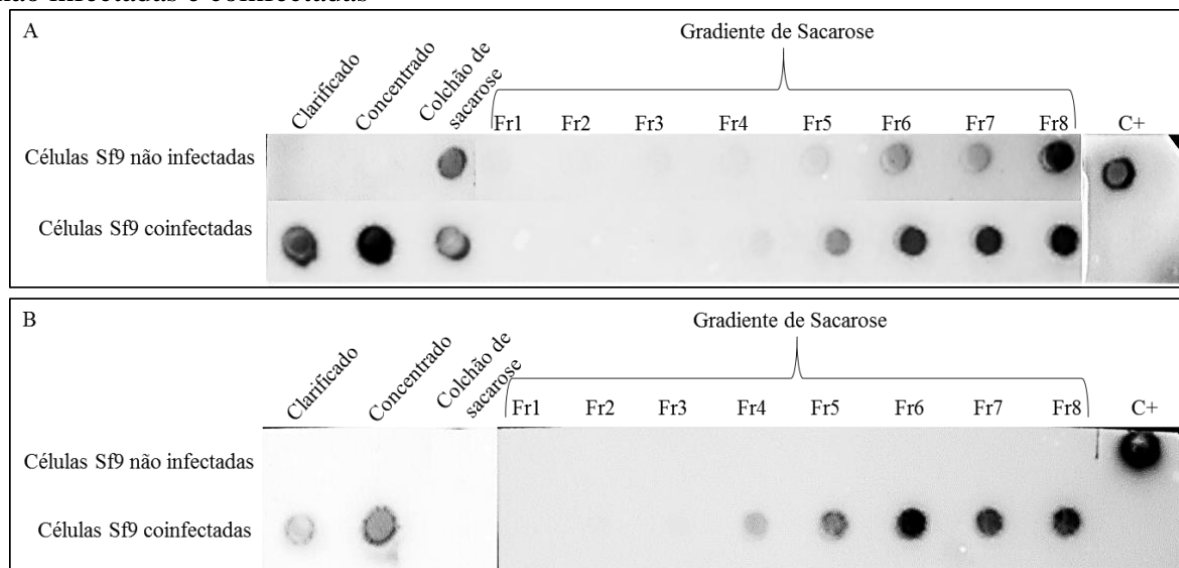 não infectadas e coinfectadas
A
Gradiente de Sacarose
Clarificado
Concentrado
Colchão de
sacarose
Fr1 Fr2 Fr3 Fr4 Fr5 Fr6 Fr7 Fr8 C+
Células Sf9 não infectadas
Células Sf9 coinfectadas
B
Gradiente de Sacarose
Clarificado
Concentrado
Colchão de
sacarose
Fr1 Fr2 Fr3 Fr4 Fr5 Fr6 Fr7 Fr8 C+
Células Sf9 não infectadas
Células Sf9 coinfectadas